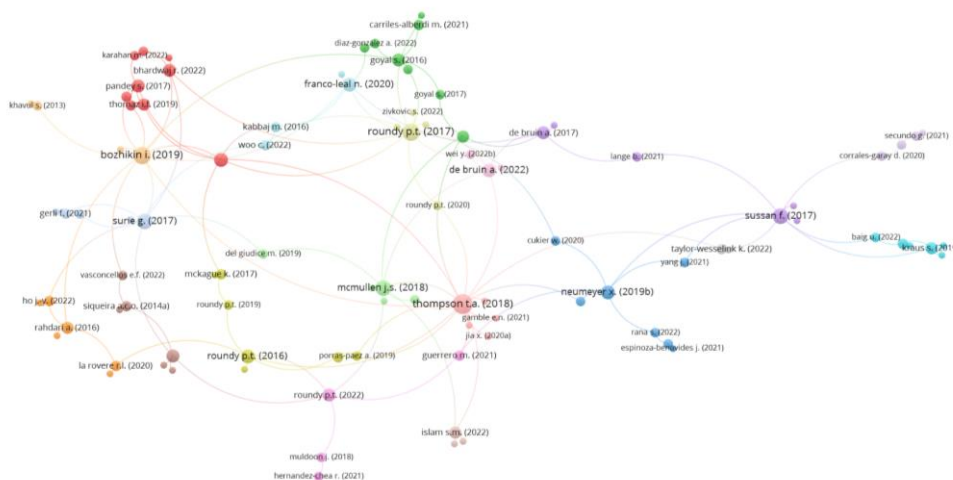 carriles-alberdi m. (2021)
diaz-gonzalez a. (2022)
karahan m. (2022)
goyal s. (2016)
bhardwaj r. (2022)
franco-leal n. (2020)
pandey s. (2017)
goyal s. (2017)
khavul s. (2013)
thomaz i.f. (2019)
zivkovic s. (2022)
kabbaj m. (2016)
roundy p.t. (2017)
de bruin a. (2017)
secundo g. (2021)
woo c. (2022)
wei y. (2022b)
bozhikin i. (2019)
lange b. (2021)
corrales-garay d. (2020)
de bruin a. (2022)
roundy p.t. (2020)
gerli f. (2021)
surie g. (2017)
sussan f. (2017)
cukier w. (2020)
baig u. (2022)
del giudice m. (2019)
taylor-wesselink k. (2022)
kraus s. (2019
yang j. (2021)
vasconcellos e.f. (2022)
mckague k. (2017)
mcmullen j.s. (2018)
neumeyer x. (2019b)
ho j.-y. (2022)
siqueira a.c.o. (2014a)
roundy p.t. (2019)
thompson t.a. (2018)
gamble e.n. (2021)
rahdari a. (2016)
rana s. (2022)
jia x. (2020a)
espinoza-benavides j. (2021)
roundy p.t. (2016)
porras-paez a. (2019)
guerrero m. (2021)
la rovere r.l. (2020)
roundy p.t. (2022)
islam s.m. (2022)
muldoon j. (2018)
hernandez-chea r. (2021)